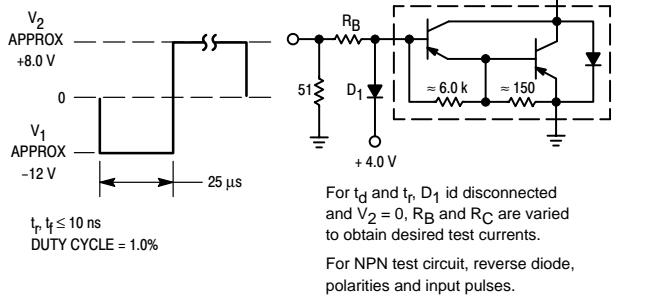 V2
APPROX
+8.0 V
0
V1
APPROX
−12 V
25 μs
tr, tf ≤ 10 ns
DUTY CYCLE = 1.0%
RB
51
D1
+ 4.0 V
≈ 6.0 k
≈ 150
For td and tr, D1 id disconnected
and V2 = 0, RB and RC are varied
to obtain desired test currents.
For NPN test circuit, reverse diode,
polarities and input pulses.